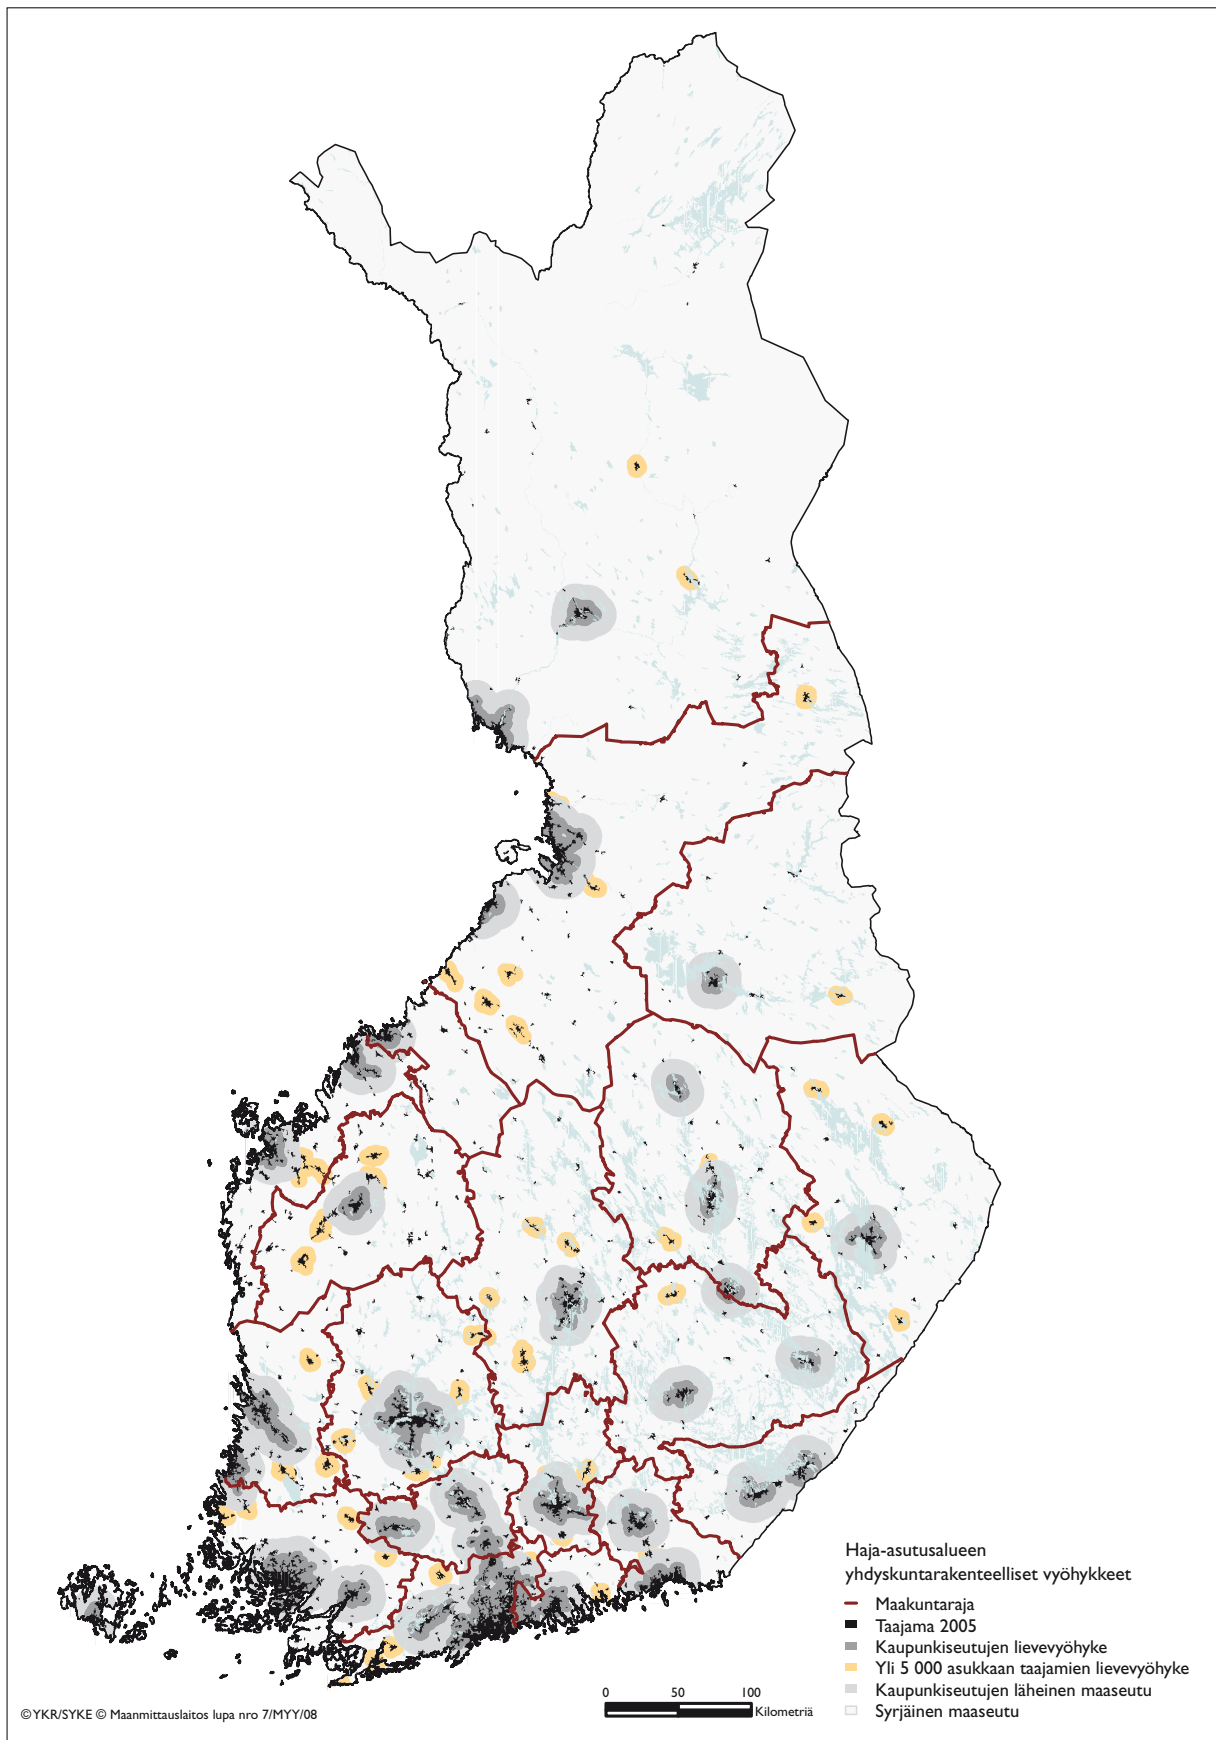 Haja-asutusalueen
yhdyskuntarakenteelliset vyöhykkeet
Maakuntaraja
Taajama 2005
Kaupunkiseutujen lievevyöhyke
Yli 5 000 asukkaan taajamien lievevyöhyke
Kaupunkiseutujen läheinen maaseutu
Syrjäinen maaseutu
0 50 100
Kilometriä
©YKR/SYKE © Maanmittauslaitos lupa nro 7/MYY/08